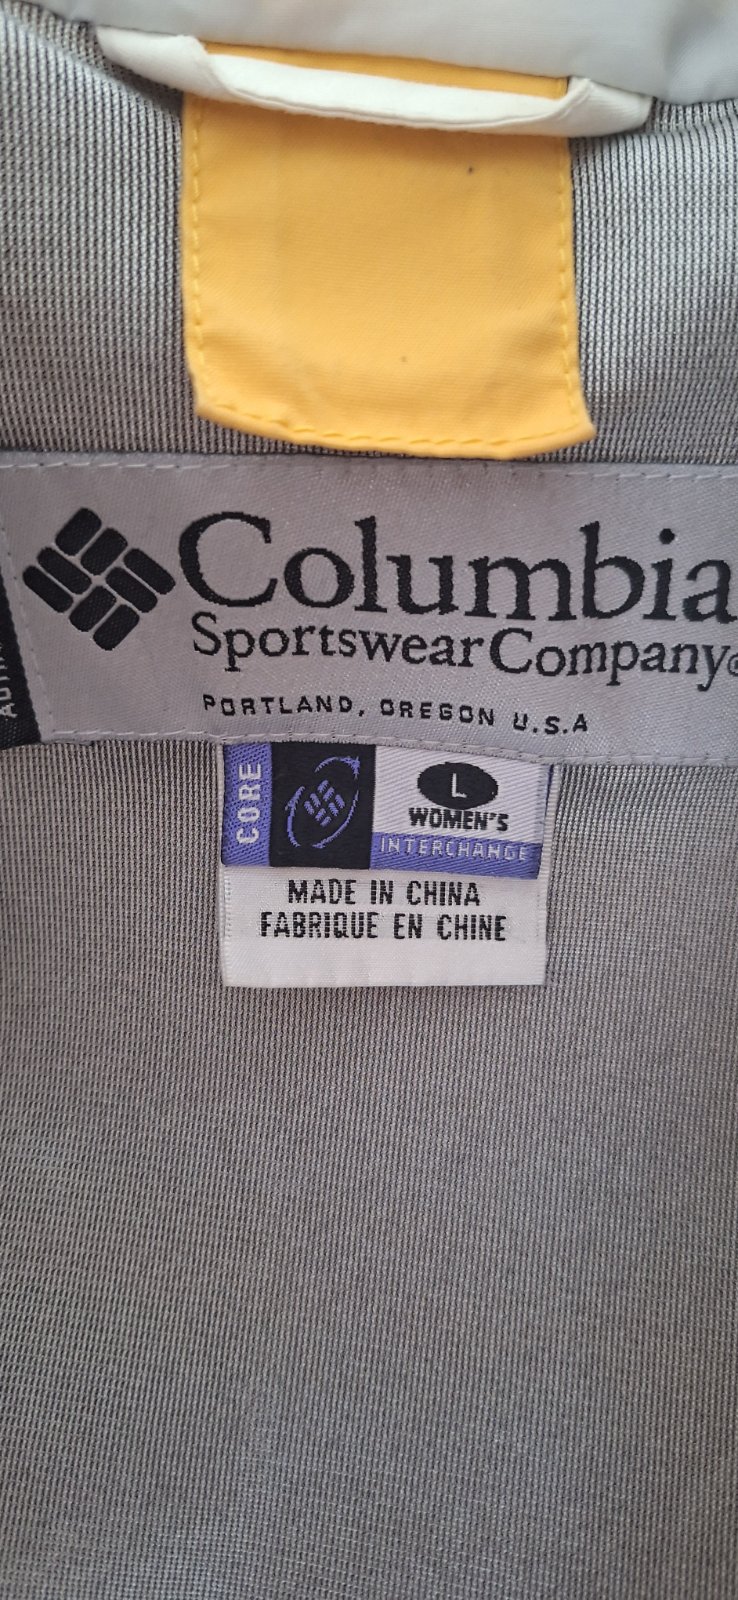 Columbia
Sportswear Company
PORTLAND, OREGON U.S.A
CORE
L
WOMEN'S
INTERCHANGE
MADE IN CHINA
FABRIQUE EN CHINE